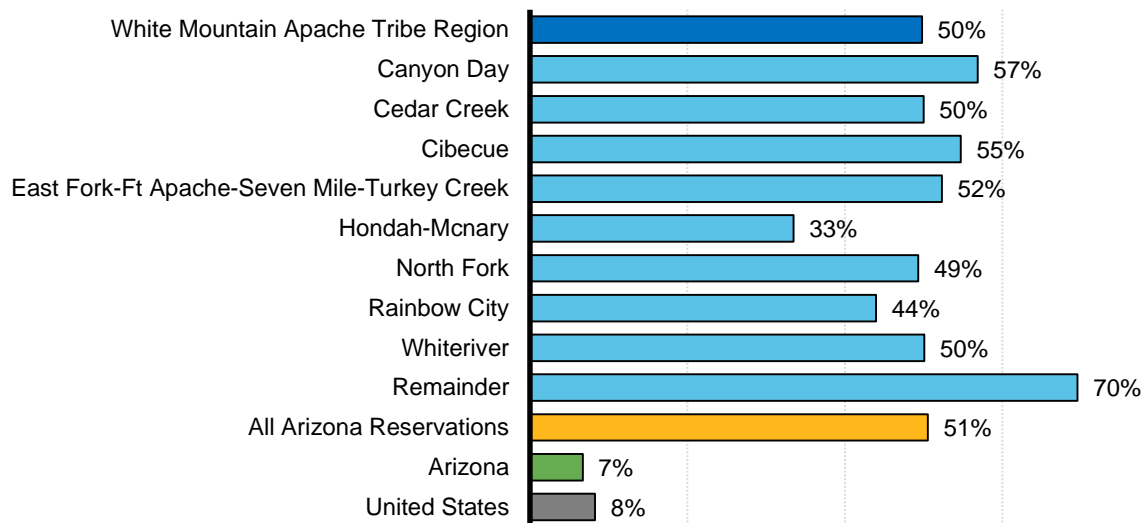 White Mountain Apache Tribe Region 50%
Canyon Day 57%
Cedar Creek 50%
Cibecue 55%
East Fork-Ft Apache-Seven Mile-Turkey Creek 52%
Hondah-Mcnary 33%
North Fork 49%
Rainbow City 44%
Whiteriver 50%
Remainder 70%
All Arizona Reservations 51%
Arizona 7%
United States 8%